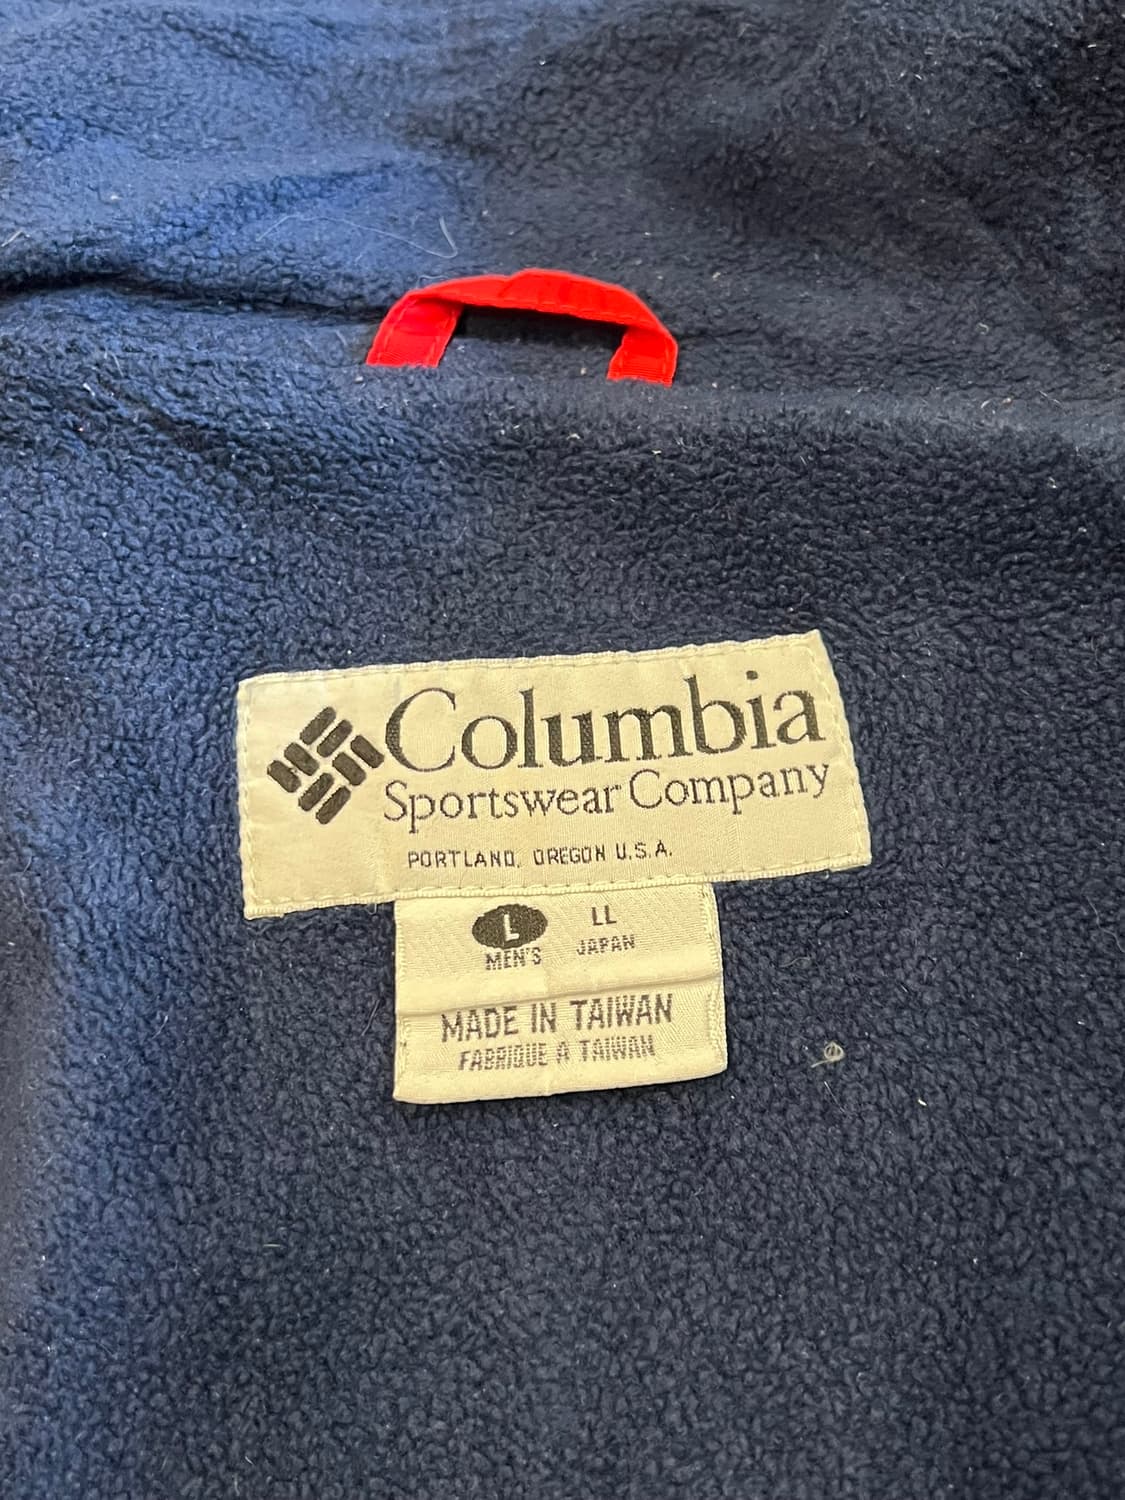 Columbia
Sportswear Company
PORTLAND, OREGON U.S.A.
L LL
MEN'S JAPAN
MADE IN TAIWAN
FABRIQUE A TAIWAN